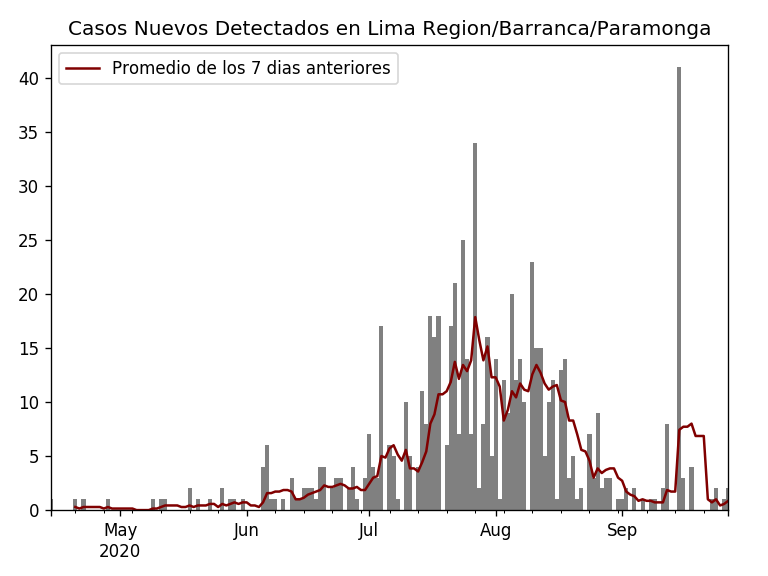 Casos Nuevos Detectados en Lima Region/Barranca/Paramonga
Promedio de los 7 dias anteriores
40
35
30
25
20
15
10
5
0
May
Jun
Jul
Aug
Sep
2020